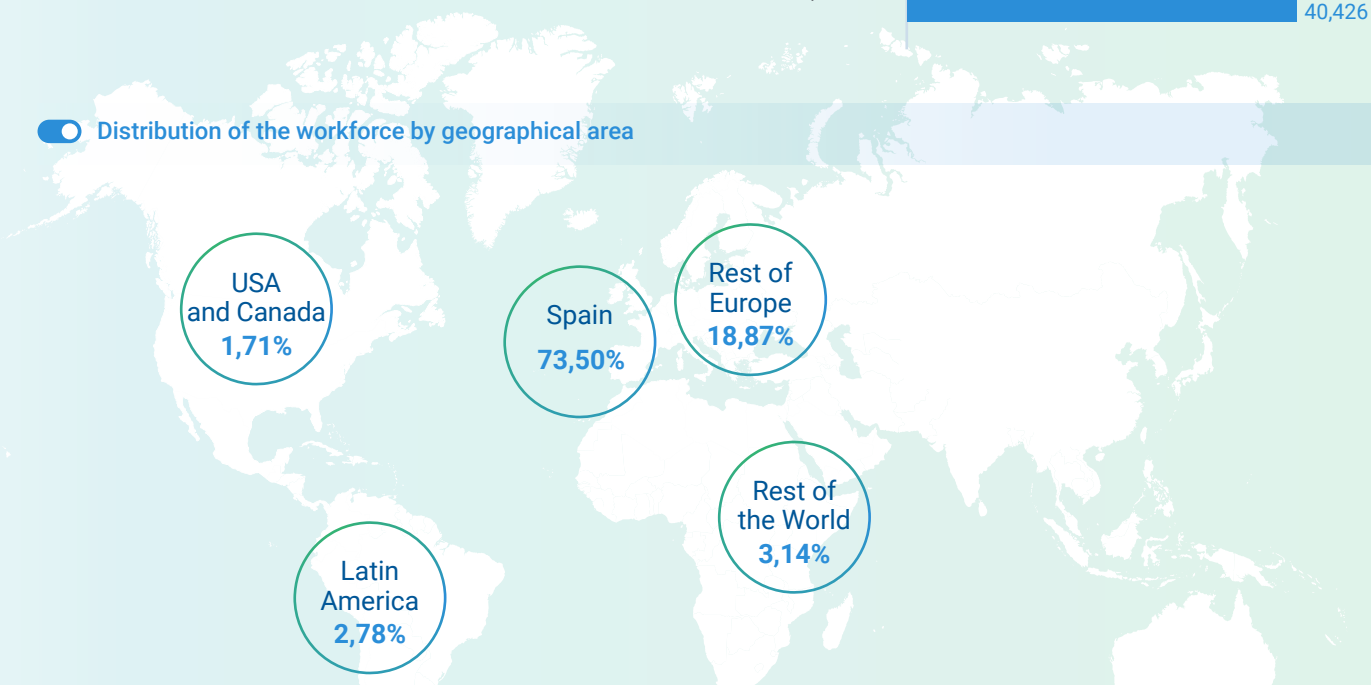 40,426
Distribution of the workforce by geographical area
USA
and Canada
1,71%
Spain
73,50%
Rest of
Europe
18,87%
Rest of
the World
3,14%
Latin
America
2,78%